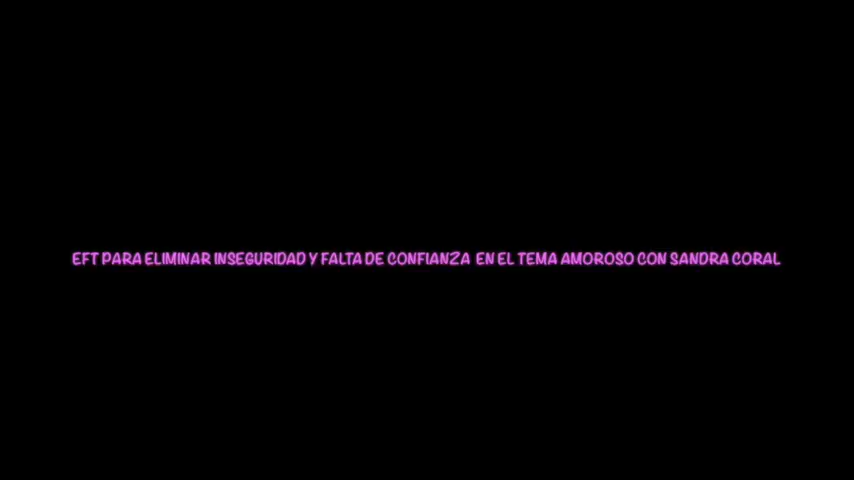 EFT PARA ELIMINAR INSEGURIDAD Y FALTA DE CONFIANZA EN EL TEMA AMOROSO CON SANDRA CORAL